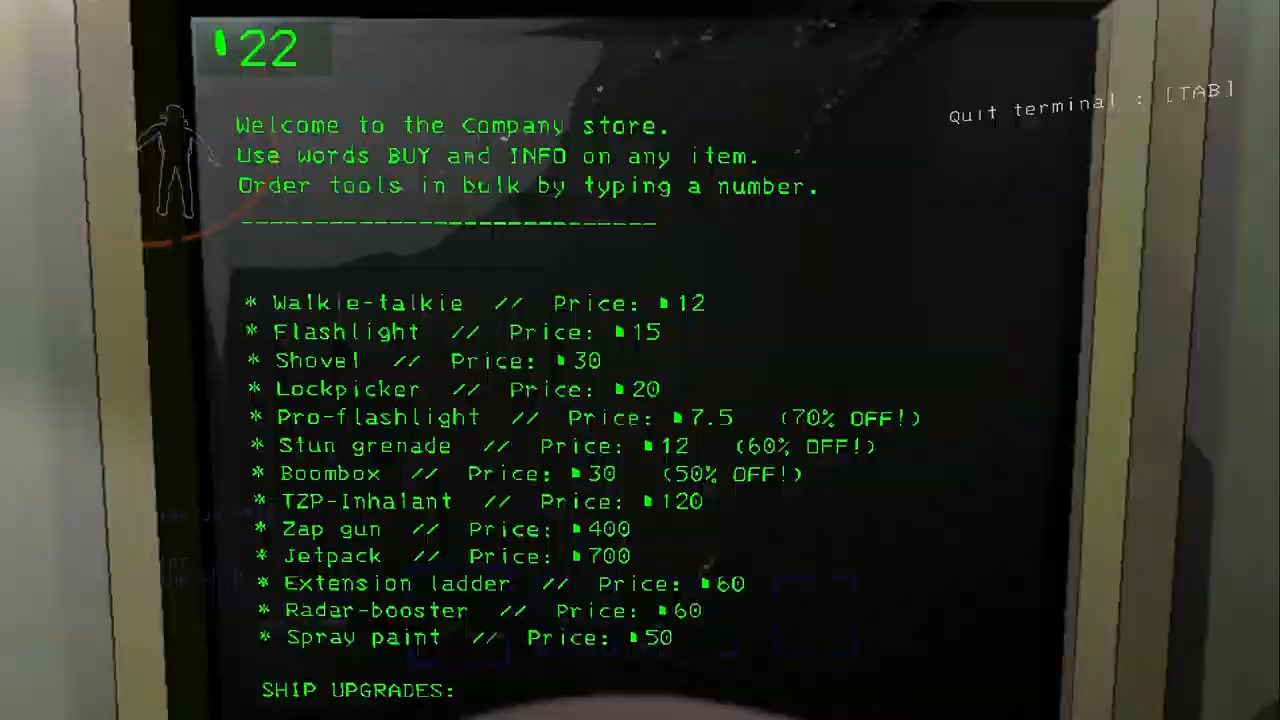 22
Quit terminal : [TAB]
Welcome to the Company store.
Use words BUY and INFO on any item.
Order tools in bulk by typing a number.
----------------------------
* Walkie-talkie // Price: 12
* Flashlight // Price: 15
* Shovel // Price: 30
* Lockpicker // Price: 20
* Pro-flashlight // Price: 7.5 (70% OFF!)
* Stun grenade // Price: 12 (60% OFF!)
* Boombox // Price: 30 (50% OFF!)
* TZP-Inhalant // Price: 120
* Zap gun // Price: 400
* Jetpack // Price: 700
* Extension ladder // Price: 60
* Radar-booster // Price: 60
* Spray paint // Price: 50
SHIP UPGRADES: